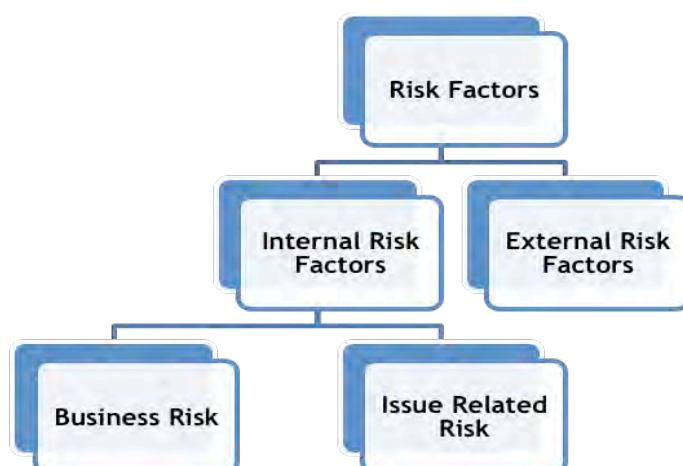 Risk Factors
Internal Risk
Factors
External Risk
Factors
Business Risk
Issue Related
Risk